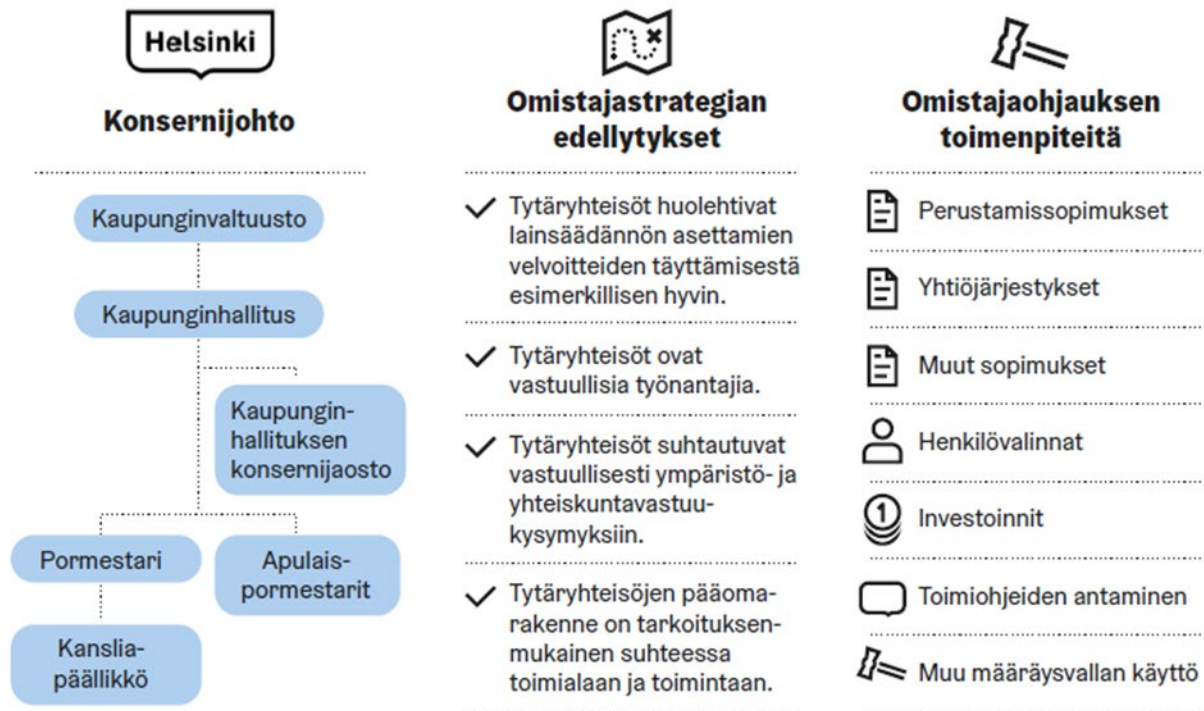 Helsinki
Konsernijohto
Kaupunginvaltuusto
Kaupunginhallitus
Kaupungin-
hallituksen
konsernijaosto
Pormestari
Apulais-
pormestarit
Kanslia-
päällikkö
Omistajastrategian
edellytykset
Tytäryhteisöt huolehtivat
lainsäädännön asettamien
velvoitteiden täyttämisestä
esimerkillisen hyvin.
Tytäryhteisöt ovat
vastuullisia työnantajia.
Tytäryhteisöt suhtautuvat
vastuullisesti ympäristö- ja
yhteiskuntavastuu-
kysymyksiin.
Tytäryhteisöjen pääoma-
rakenne on tarkoituksen-
mukainen suhteessa
toimialaan ja toimintaan.
Omistajaohjauksen
toimenpiteitä
Perustamissopimukset
Yhtiöjärjestykset
Muut sopimukset
Henkilövalinnat
1
Investoinnit
Toimiohjeiden antaminen
Muu määräysvallan käyttö